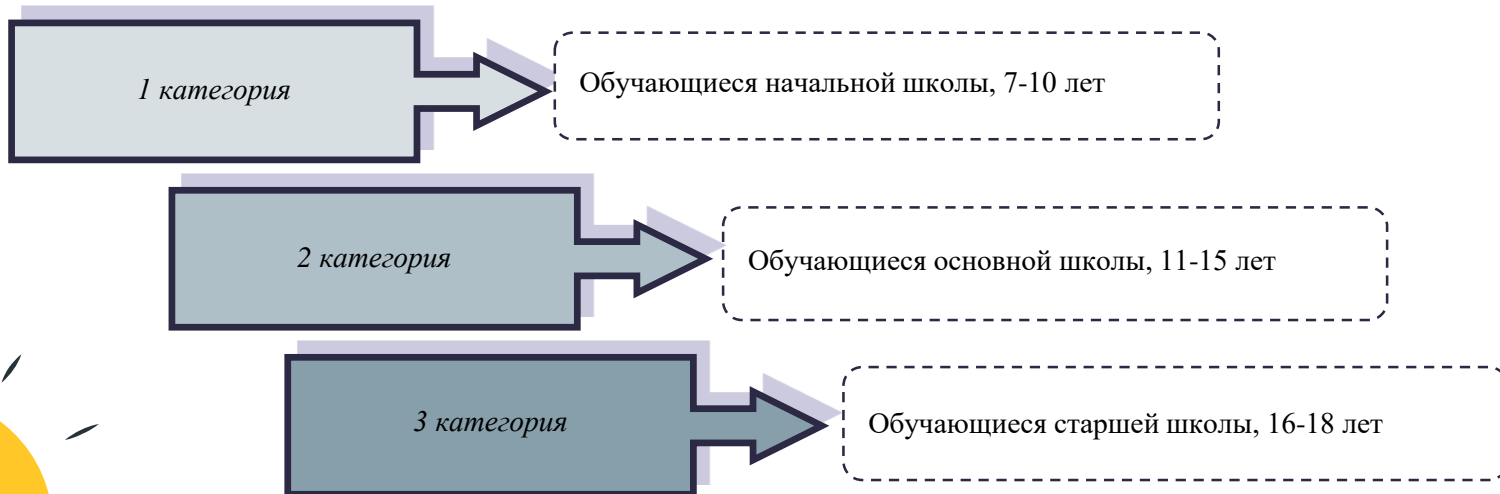 1 категория
Обучающиеся начальной школы, 7-10 лет
2 категория
Обучающиеся основной школы, 11-15 лет
3 категория
Обучающиеся старшей школы, 16-18 лет